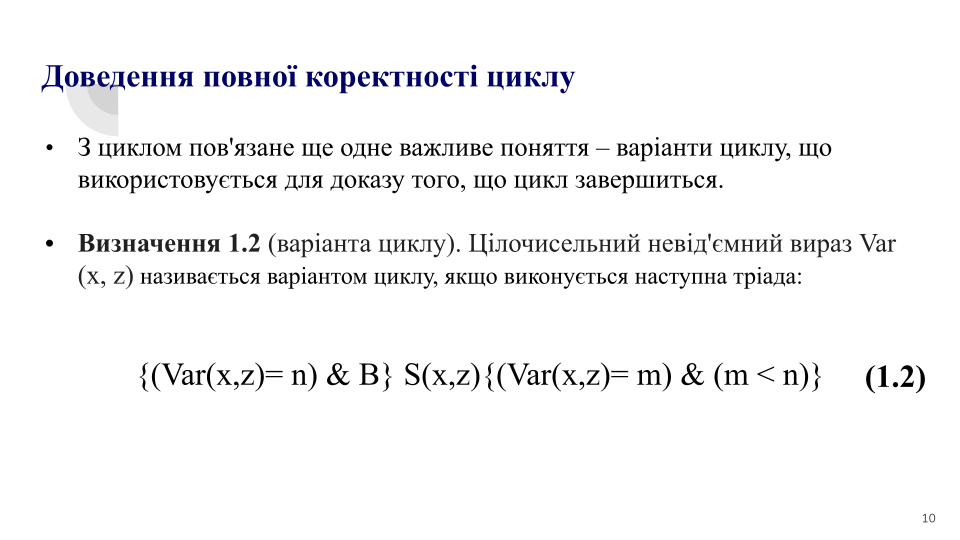 Доведення повної коректності циклу
• З циклом пов'язане ще одне важливе поняття – варіанти циклу, що
використовується для доказу того, що цикл завершиться.
• Визначення 1.2 (варіанта циклу). Цілочисельний невід'ємний вираз Var
(x, z) називається варіантом циклу, якщо виконується наступна тріада:
{(Var(x,z)= n) & B} S(x,z){(Var(x,z)= m) & (m < n)} (1.2)
10